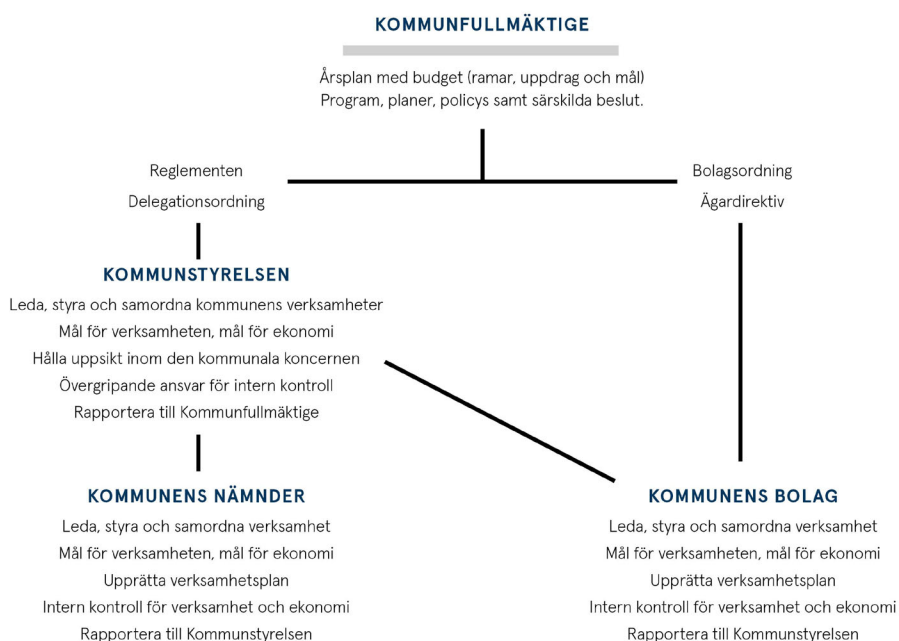 KOMMUNFULLMÄKTIGE
Årsplan med budget (ramar, uppdrag och mål)
Program, planer, policys samt särskilda beslut.
Reglementen
Delegationsordning
Bolagsordning
Ägardirektiv
KOMMUNSTYRELSEN
Leda, styra och samordna kommunens verksamheter
Mål för verksamheten, mål för ekonomi
Hålla uppsikt inom den kommunala koncernen
Övergripande ansvar för intern kontroll
Rapportera till Kommunfullmäktige
KOMMUNENS NÄMNDER
Leda, styra och samordna verksamhet
Mål för verksamheten, mål för ekonomi
Upprätta verksamhetsplan
Intern kontroll för verksamhet och ekonomi
Rapportera till Kommunstyrelsen
KOMMUNENS BOLAG
Leda, styra och samordna verksamhet
Mål för verksamheten, mål för ekonomi
Upprätta verksamhetsplan
Intern kontroll för verksamhet och ekonomi
Rapportera till Kommunstyrelsen